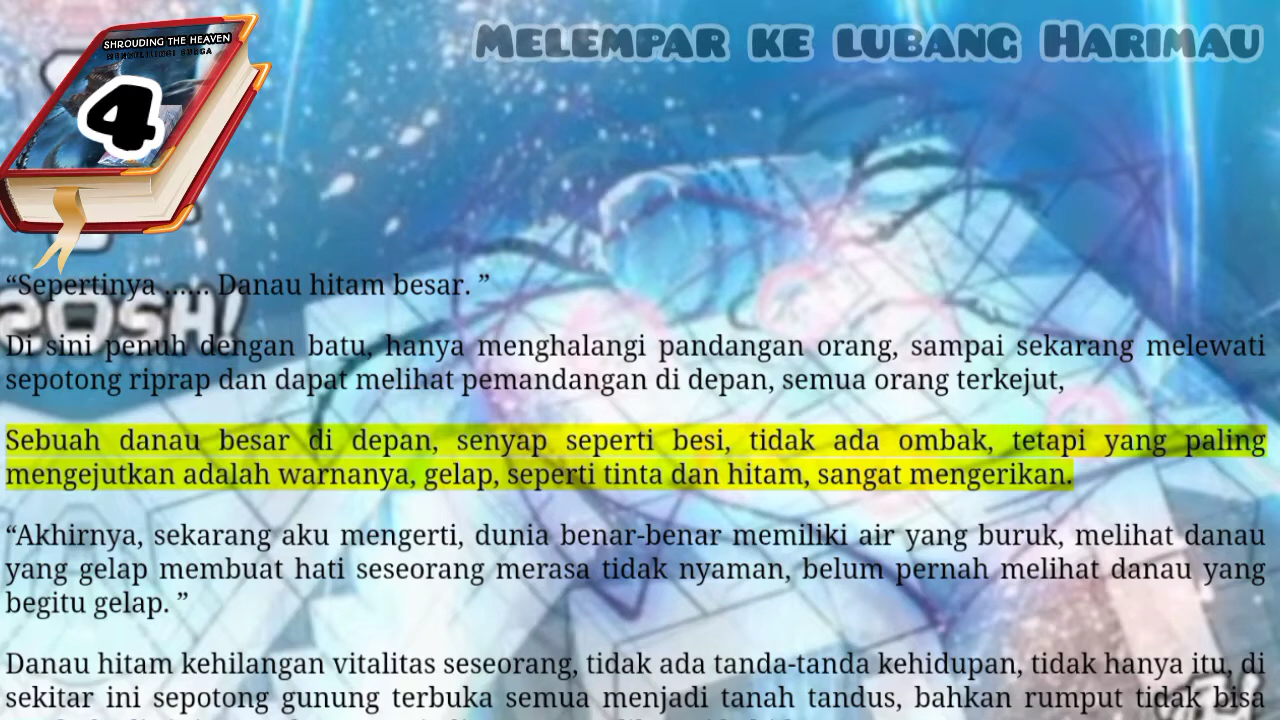 Melempar ke lubang Harimau
SHROUDING THE HEAVEN
4
“Sepertinya ...... Danau hitam besar. ”
Di sini penuh dengan batu, hanya menghalangi pandangan orang, sampai sekarang melewati
sepotong riprap dan dapat melihat pemandangan di depan, semua orang terkejut,
Sebuah danau besar di depan, senyap seperti besi, tidak ada ombak, tetapi yang paling
mengejutkan adalah warnanya, gelap, seperti tinta dan hitam, sangat mengerikan.
“Akhirnya, sekarang aku mengerti, dunia benar-benar memiliki air yang buruk, melihat danau
yang gelap membuat hati seseorang merasa tidak nyaman, belum pernah melihat danau yang
begitu gelap. ”
Danau hitam kehilangan vitalitas seseorang, tidak ada tanda-tanda kehidupan, tidak hanya itu, di
sekitar ini sepotong gunung terbuka semua menjadi tanah tandus, bahkan rumput tidak bisa